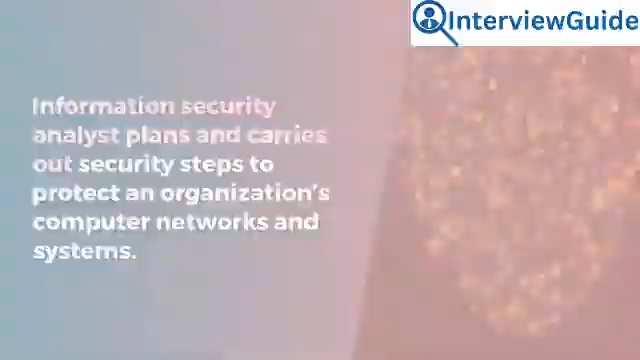 InterviewGuide
Information security
analyst plans and carries
out security steps to
protect an organization's
computer networks and
systems.